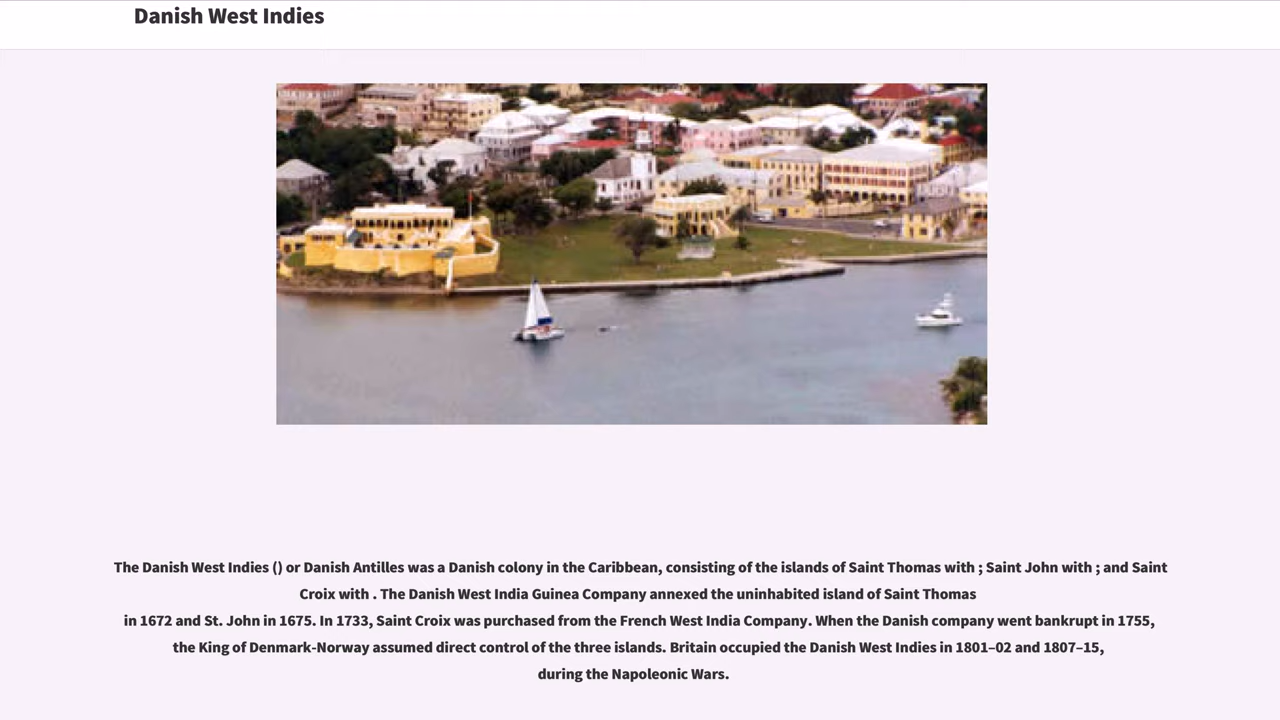 Danish West Indies
The Danish West Indies () or Danish Antilles was a Danish colony in the Caribbean, consisting of the islands of Saint Thomas with ; Saint John with ; and Saint
Croix with . The Danish West India Guinea Company annexed the uninhabited island of Saint Thomas
in 1672 and St. John in 1675. In 1733, Saint Croix was purchased from the French West India Company. When the Danish company went bankrupt in 1755,
the King of Denmark-Norway assumed direct control of the three islands. Britain occupied the Danish West Indies in 1801–02 and 1807–15,
during the Napoleonic Wars.